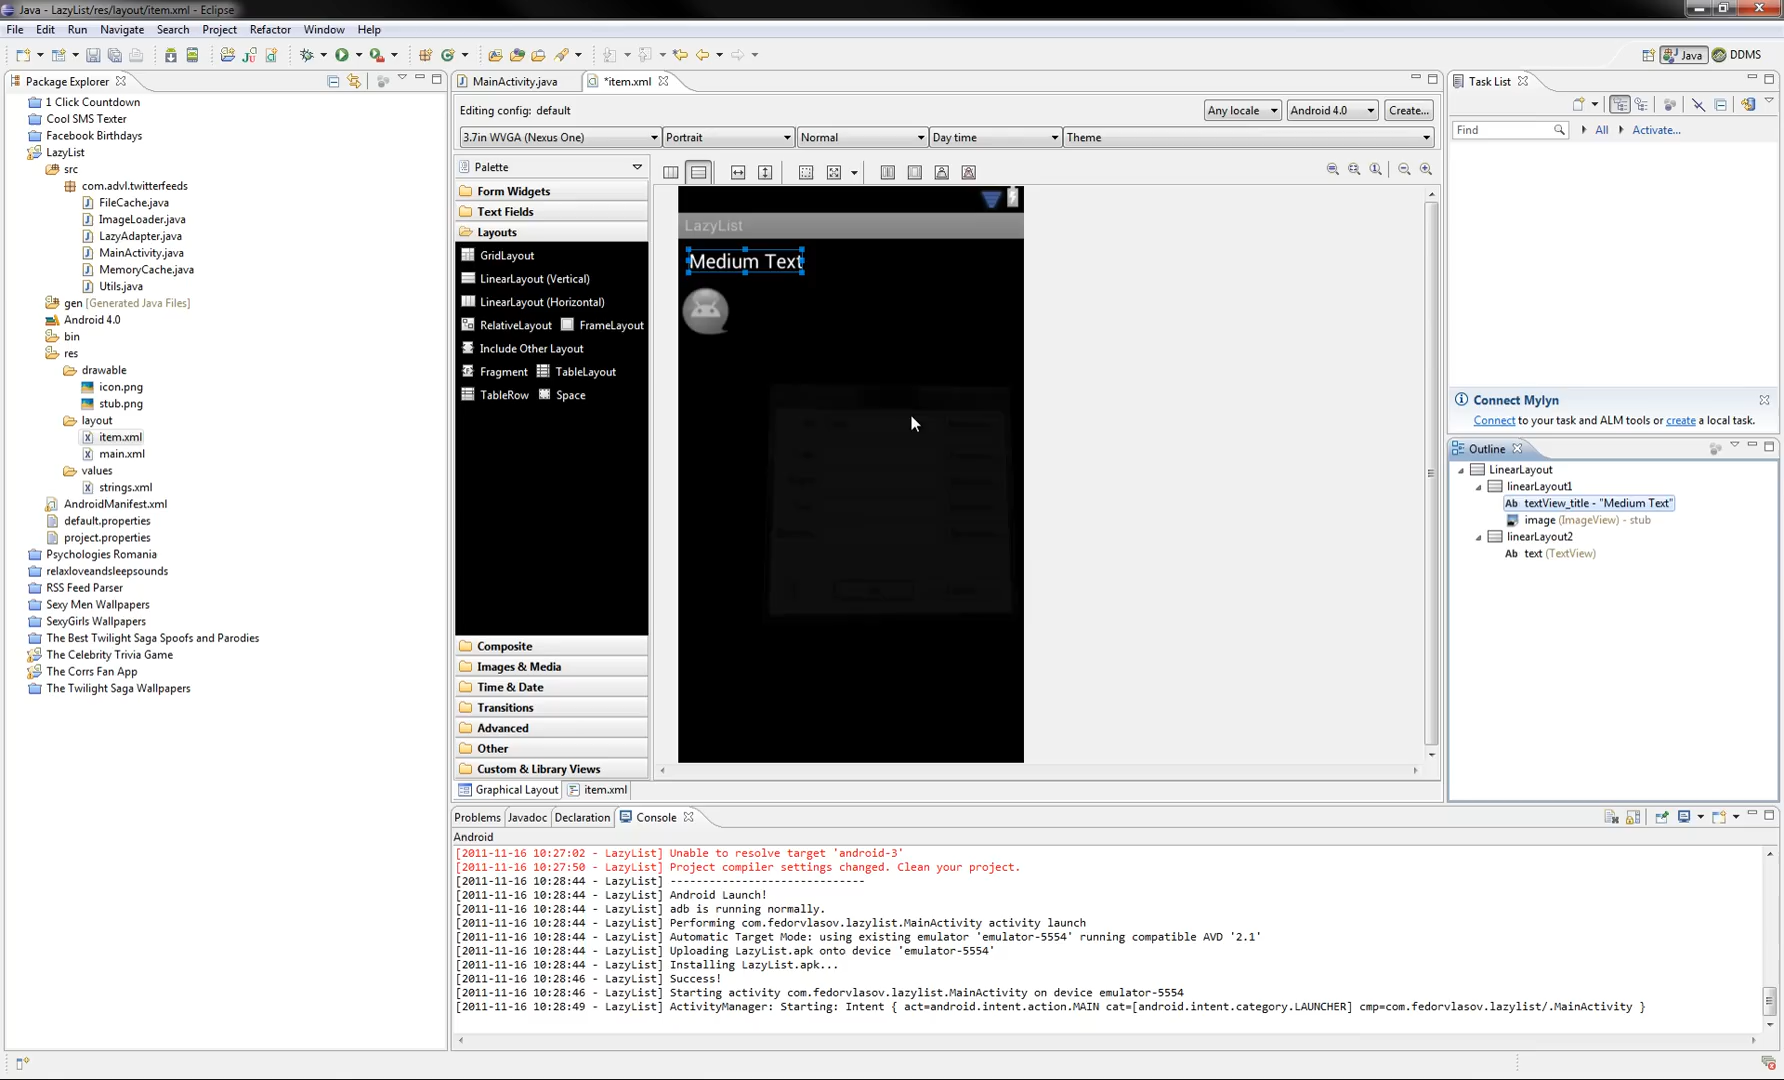 Java - LazyList/res/layout/item.xml - Eclipse
File Edit Run Navigate Search Project Refactor Window Help
Java DDMS
Package Explorer
1 Click Countdown
Cool SMS Texter
Facebook Birthdays
LazyList
src
com.advl.twitterfeeds
FileCache.java
ImageLoader.java
LazyAdapter.java
MainActivity.java
MemoryCache.java
Utils.java
gen [Generated Java Files]
Android 4.0
bin
res
drawable
icon.png
stub.png
layout
item.xml
main.xml
values
strings.xml
AndroidManifest.xml
default.properties
project.properties
Psychologies Romania
relaxloveandsleepsounds
RSS Feed Parser
Sexy Men Wallpapers
SexyGirls Wallpapers
The Best Twilight Saga Spoofs and Parodies
The Celebrity Trivia Game
The Corrs Fan App
The Twilight Saga Wallpapers
MainActivity.java *item.xml
Editing config: default
Any locale Android 4.0 Create...
3.7in WVGA (Nexus One) Portrait Normal Day time Theme
Palette
Form Widgets
Text Fields
Layouts
GridLayout
LinearLayout (Vertical)
LinearLayout (Horizontal)
RelativeLayout FrameLayout
Include Other Layout
Fragment TableLayout
TableRow Space
Composite
Images & Media
Time & Date
Transitions
Advanced
Other
Custom & Library Views
Graphical Layout item.xml
LazyList
Medium Text
Task List
Find All Activate...
Connect Mylyn
Connect to your task and ALM tools or create a local task.
Outline
LinearLayout
linearLayout1
Ab textView_title - "Medium Text"
image (ImageView) - stub
linearLayout2
Ab text (TextView)
Problems Javadoc Declaration Console
Android
[2011-11-16 10:27:02 - LazyList] Unable to resolve target 'android-3'
[2011-11-16 10:27:50 - LazyList] Project compiler settings changed. Clean your project.
[2011-11-16 10:28:44 - LazyList] ------------------------------
[2011-11-16 10:28:44 - LazyList] Android Launch!
[2011-11-16 10:28:44 - LazyList] adb is running normally.
[2011-11-16 10:28:44 - LazyList] Performing com.fedorvlasov.lazylist.MainActivity activity launch
[2011-11-16 10:28:44 - LazyList] Automatic Target Mode: using existing emulator 'emulator-5554' running compatible AVD '2.1'
[2011-11-16 10:28:44 - LazyList] Uploading LazyList.apk onto device 'emulator-5554'
[2011-11-16 10:28:44 - LazyList] Installing LazyList.apk...
[2011-11-16 10:28:46 - LazyList] Success!
[2011-11-16 10:28:46 - LazyList] Starting activity com.fedorvlasov.lazylist.MainActivity on device emulator-5554
[2011-11-16 10:28:49 - LazyList] ActivityManager: Starting: Intent { act=android.intent.action.MAIN cat=[android.intent.category.LAUNCHER] cmp=com.fedorvlasov.lazylist/.MainActivity }